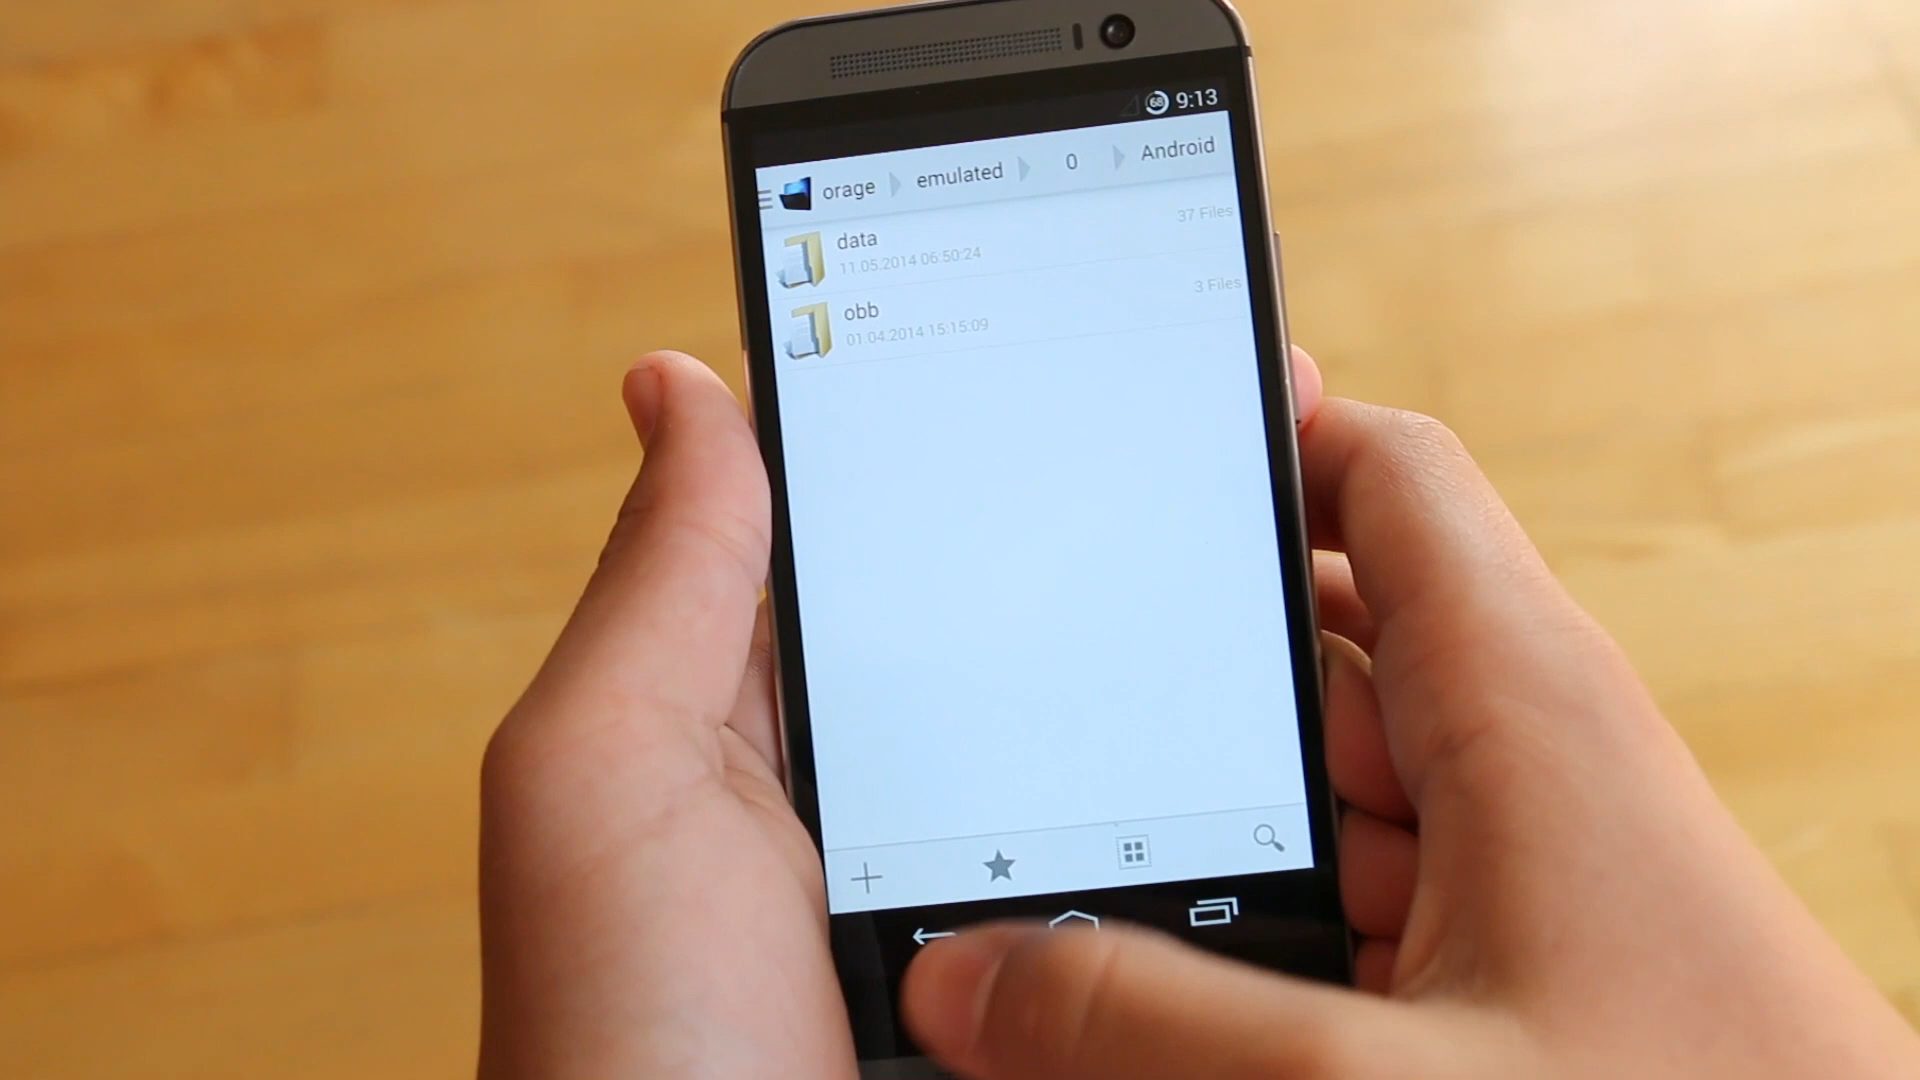 68 9:13
orage emulated 0 Android
data 37 Files
11.05.2014 06:50:24
obb 3 Files
01.04.2014 15:15:09